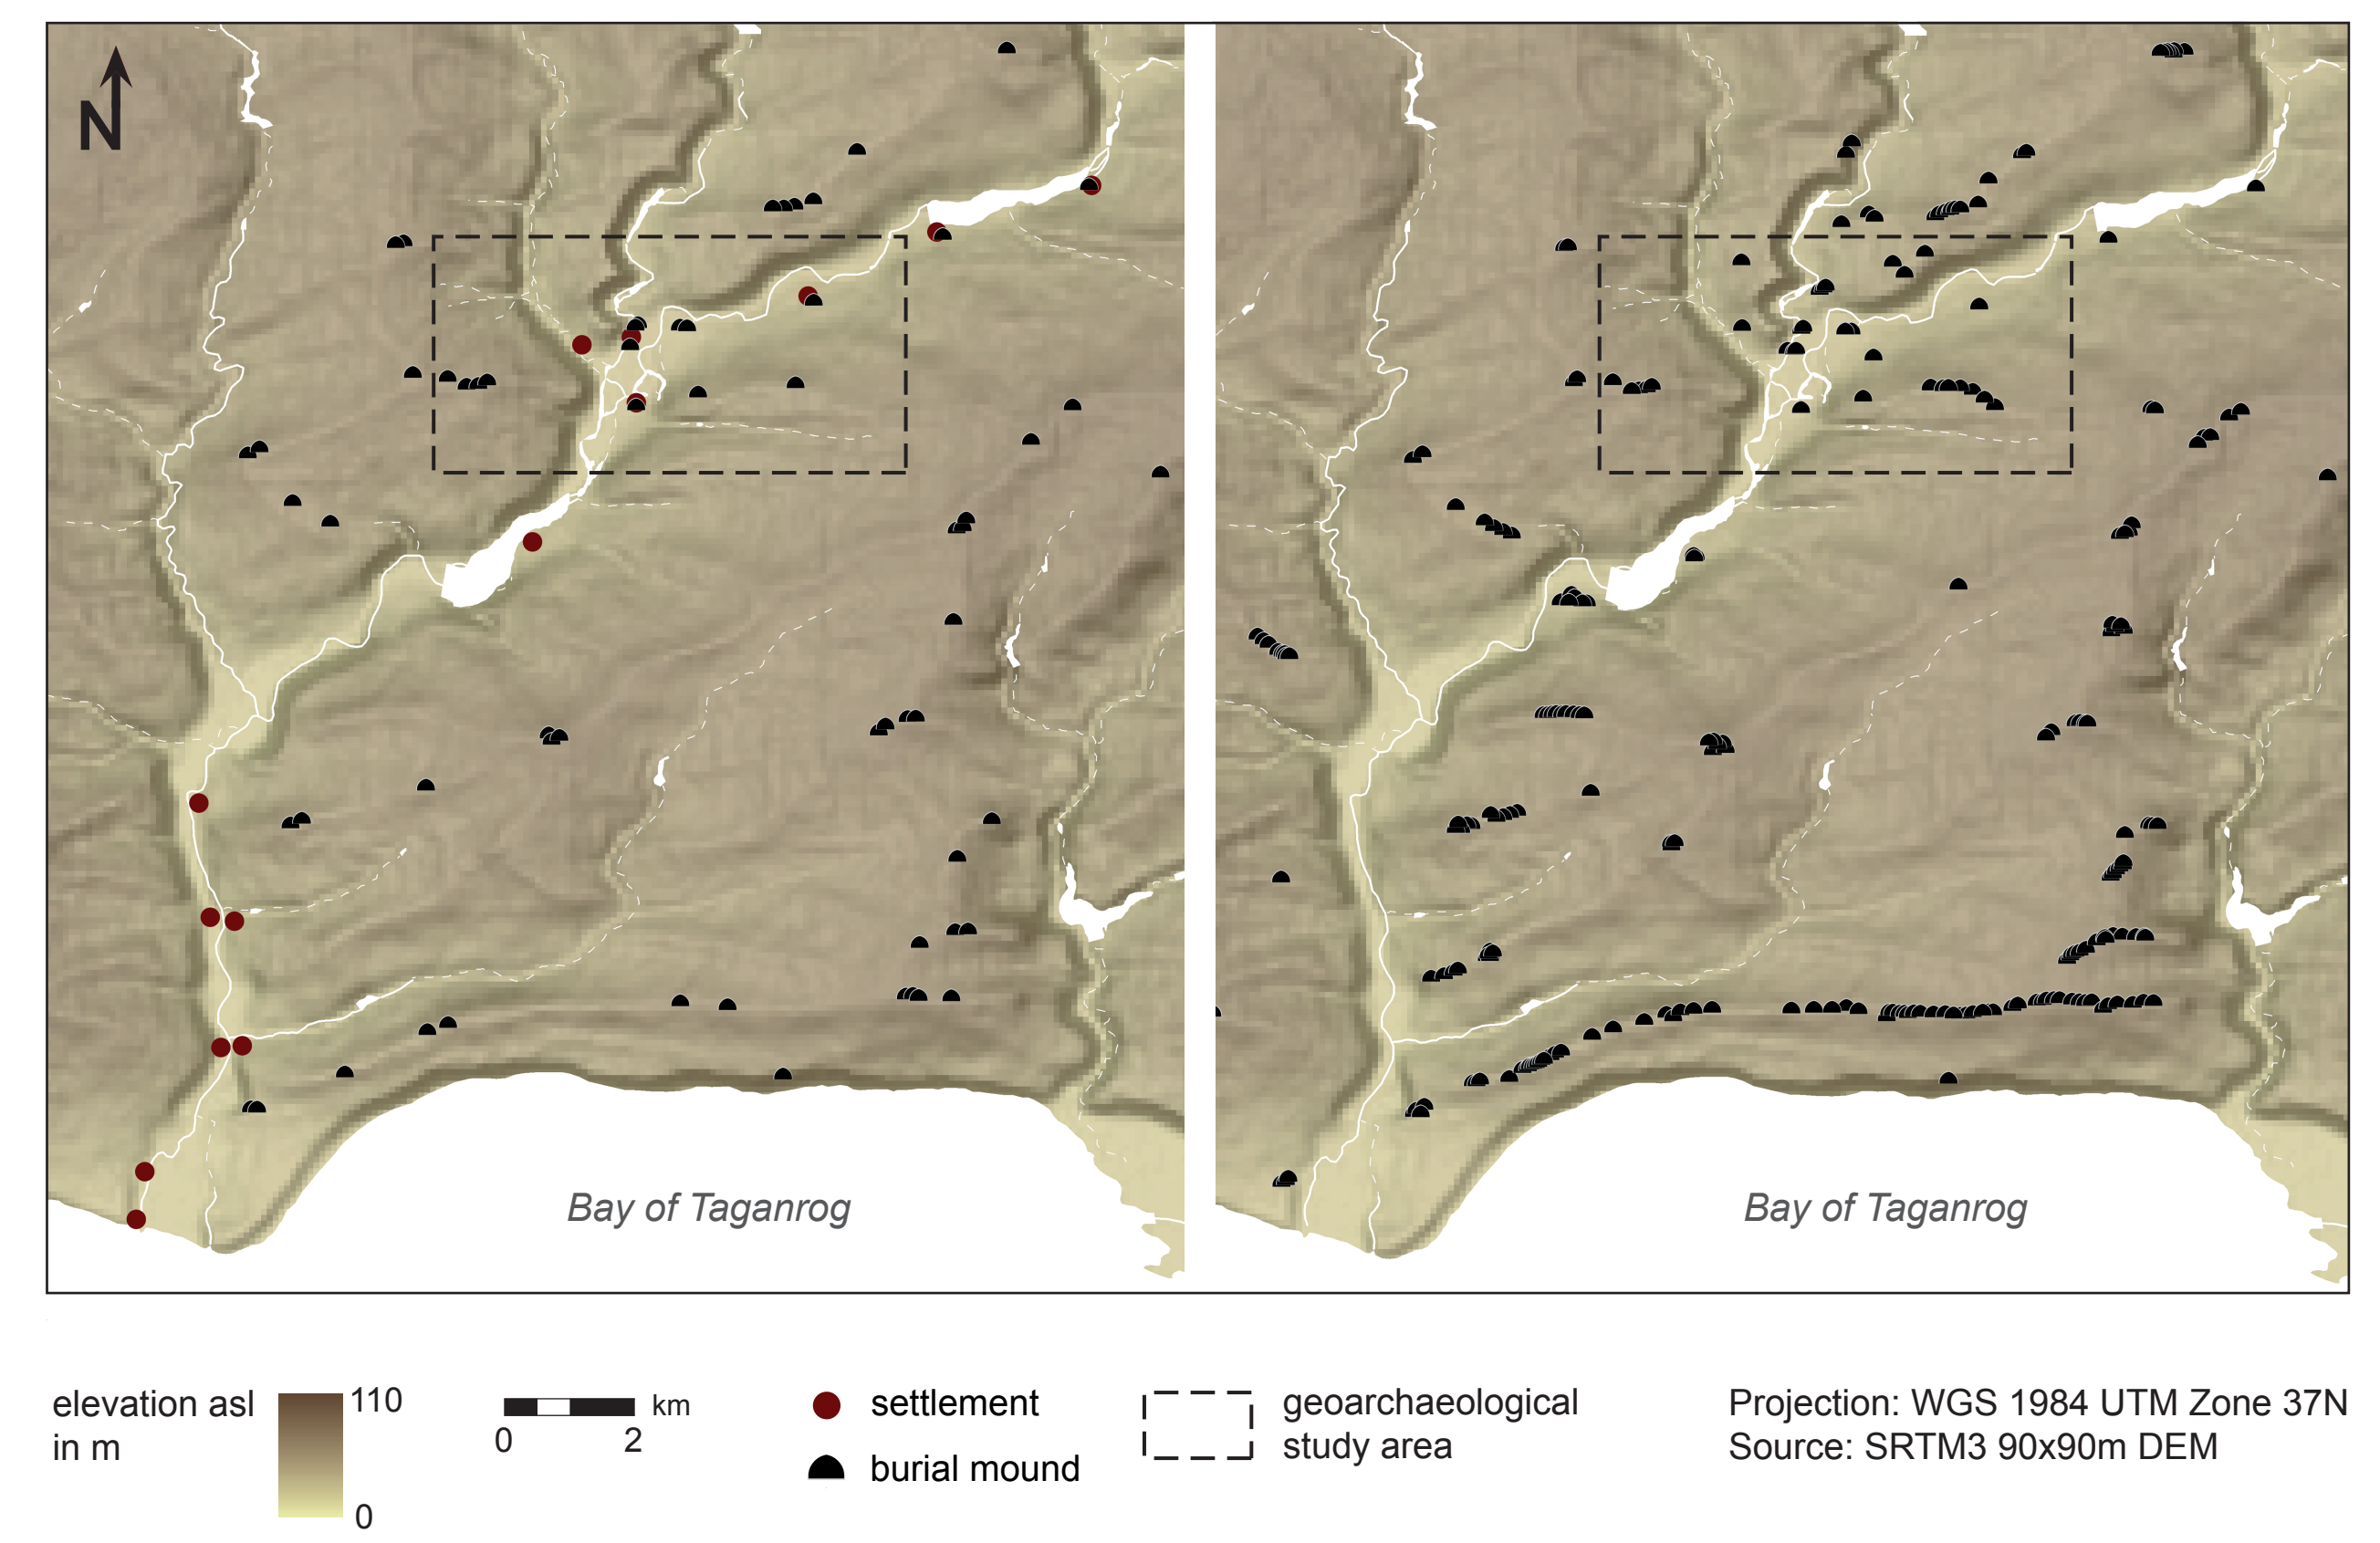 N
Bay of Taganrog
Bay of Taganrog
elevation asl
in m
110
0
km
0
2
settlement
burial mound
geoarchaeological
study area
Projection: WGS 1984 UTM Zone 37N
Source: SRTM3 90x90m DEM